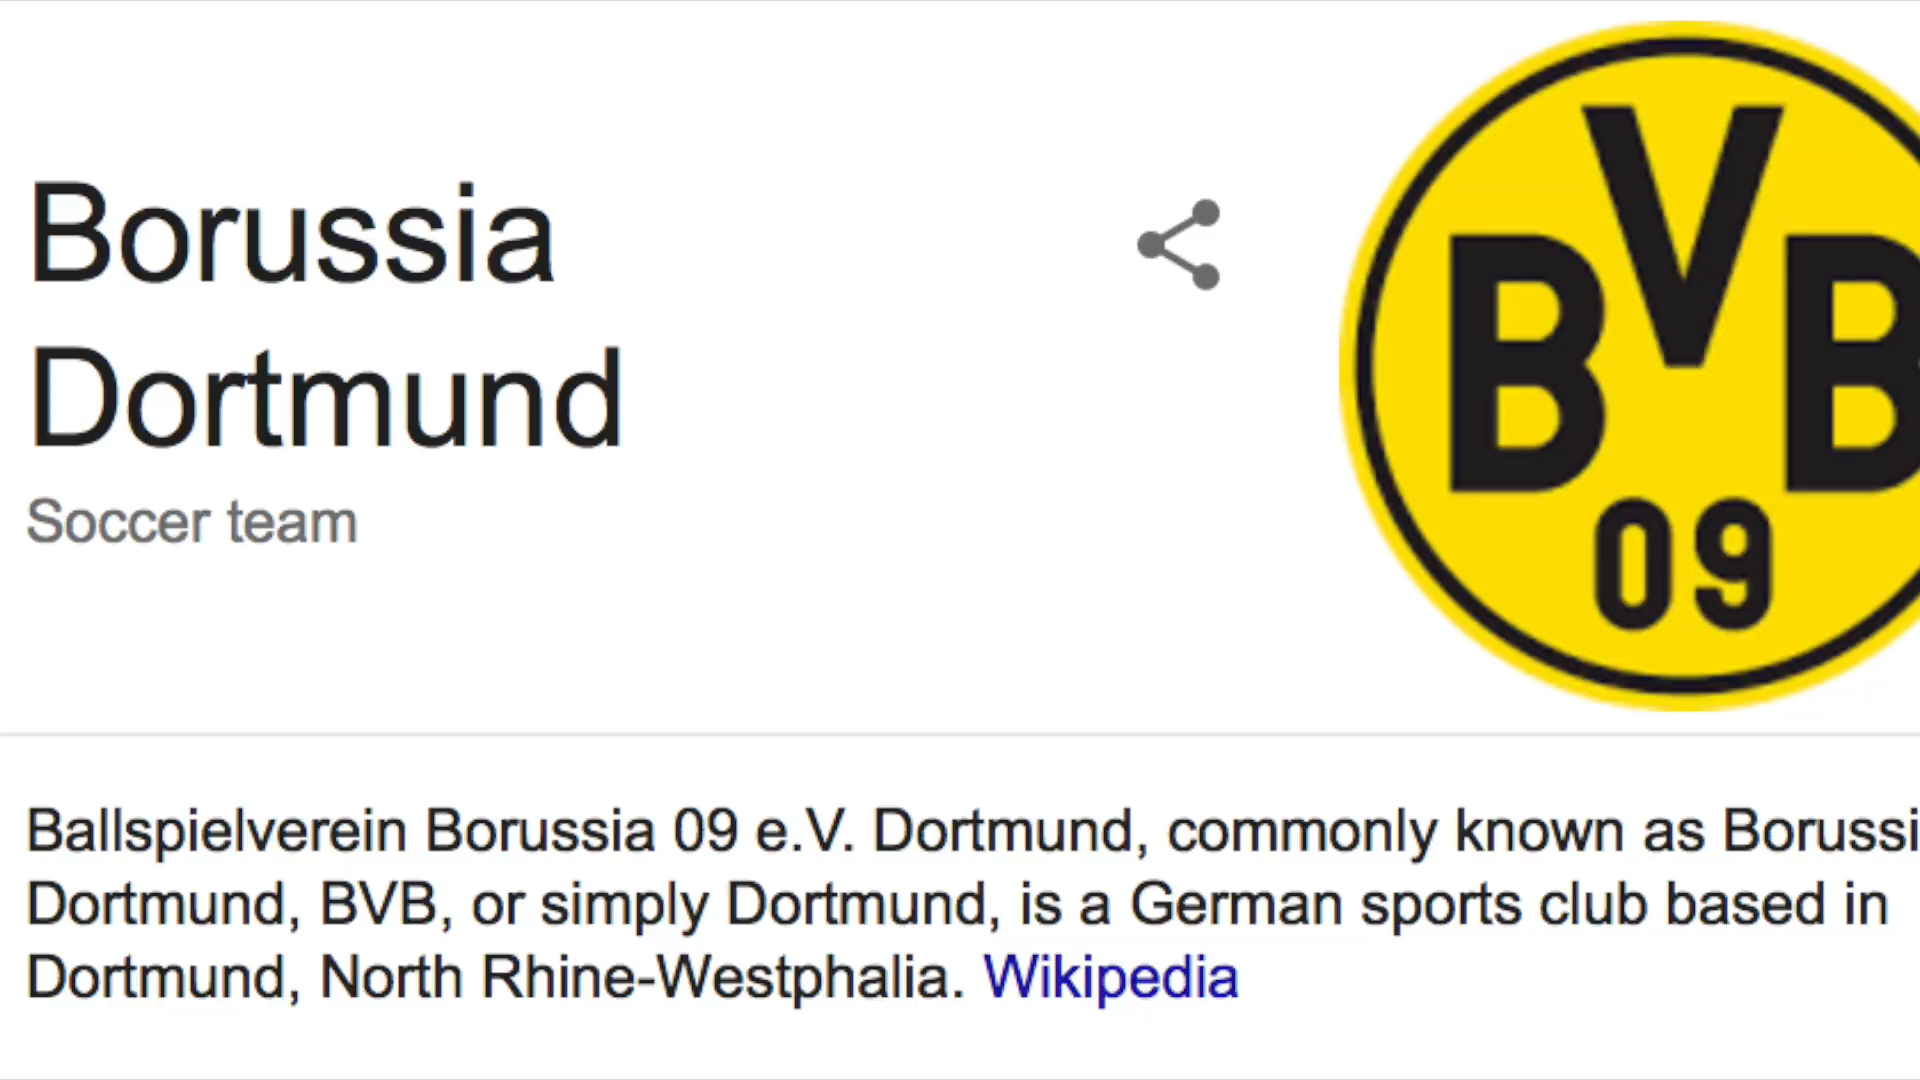 Borussia
Dortmund
Soccer team
BVB
09
Ballspielverein Borussia 09 e.V. Dortmund, commonly known as Borussi
Dortmund, BVB, or simply Dortmund, is a German sports club based in
Dortmund, North Rhine-Westphalia. Wikipedia